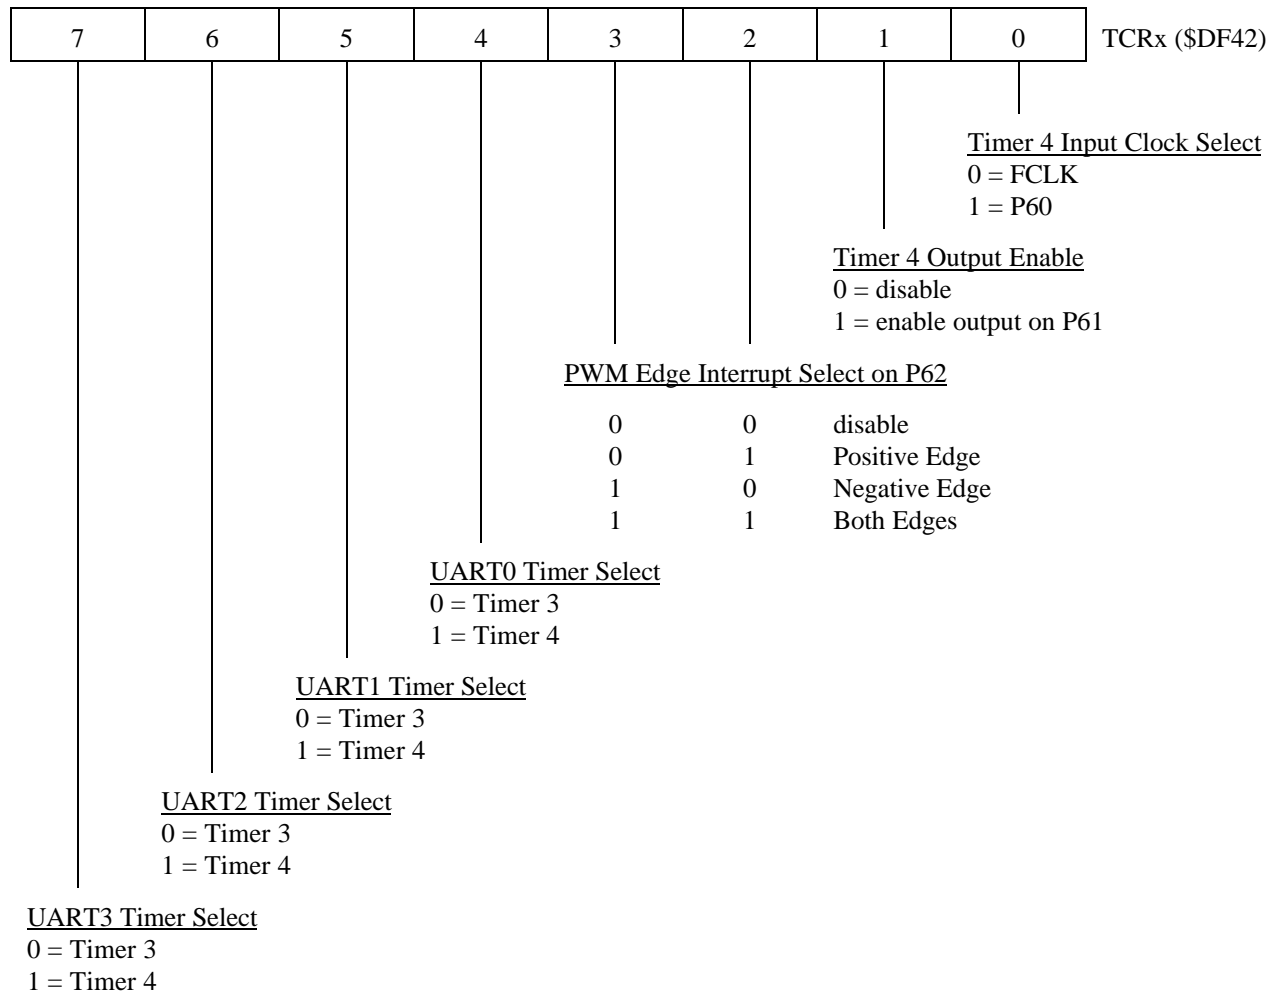 7 6 5 4 3 2 1 0 TCRx ($DF42)
Timer 4 Input Clock Select
0 = FCLK
1 = P60
Timer 4 Output Enable
0 = disable
1 = enable output on P61
PWM Edge Interrupt Select on P62
0 0 disable
0 1 Positive Edge
1 0 Negative Edge
1 1 Both Edges
UART0 Timer Select
0 = Timer 3
1 = Timer 4
UART1 Timer Select
0 = Timer 3
1 = Timer 4
UART2 Timer Select
0 = Timer 3
1 = Timer 4
UART3 Timer Select
0 = Timer 3
1 = Timer 4